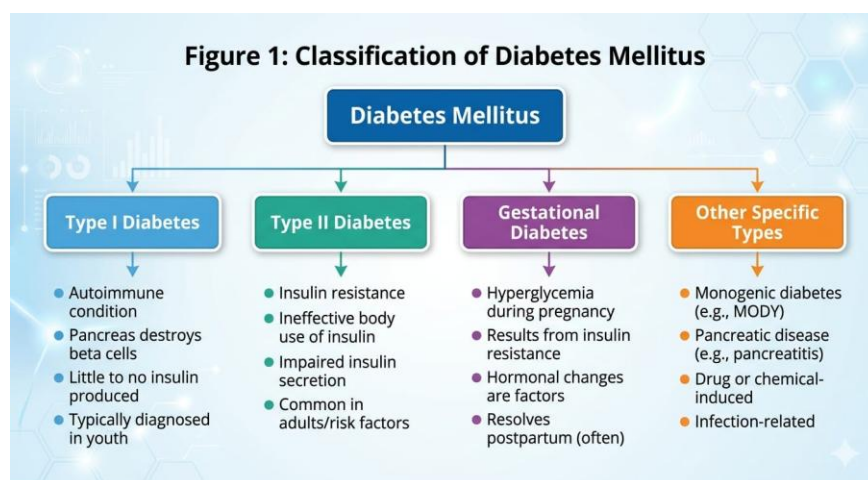 Figure 1: Classification of Diabetes Mellitus
Diabetes Mellitus
Type I Diabetes
Autoimmune
condition
Pancreas destroys
beta cells
Little to no insulin
produced
Typically diagnosed
in youth
Type II Diabetes
Insulin resistance
Ineffective body
use of insulin
Impaired insulin
secretion
Common in
adults/risk factors
Gestational
Diabetes
Hyperglycemia
during pregnancy
Results from insulin
resistance
Hormonal changes
are factors
Resolves
postpartum (often)
Other Specific
Types
Monogenic diabetes
(e.g., MODY)
Pancreatic disease
(e.g., pancreatitis)
Drug or chemical-
induced
Infection-related